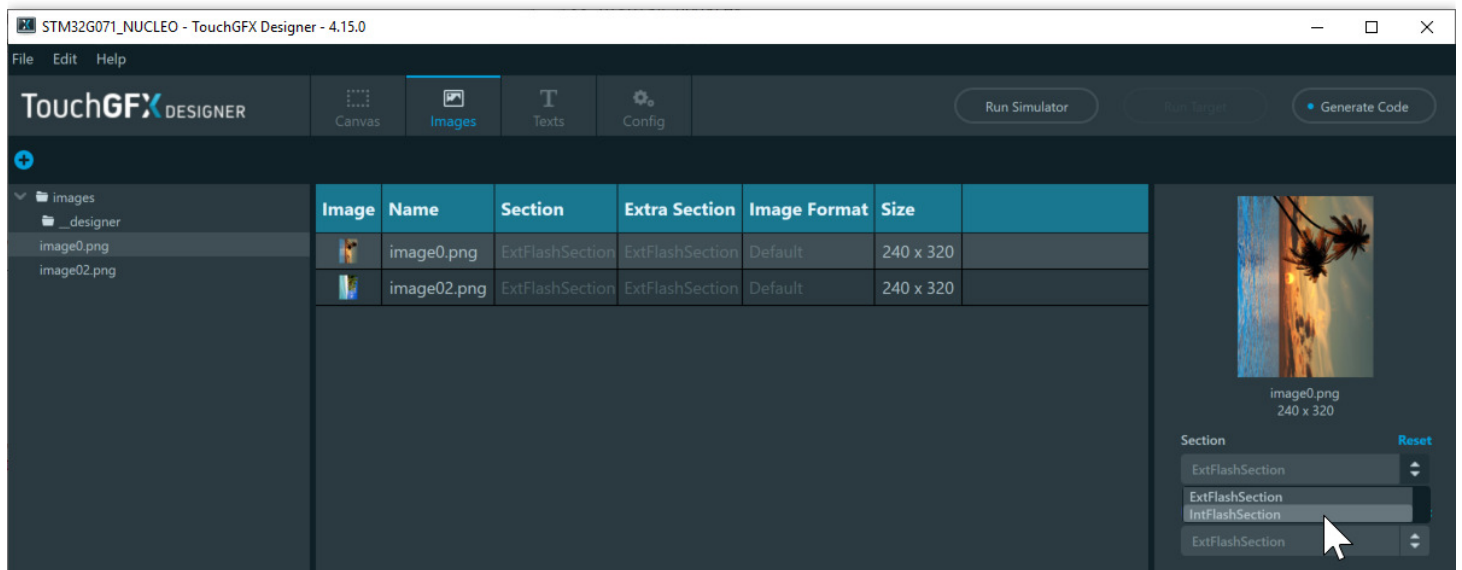 STM32G071_NUCLEO - TouchGFX Designer - 4.15.0
File Edit Help
TouchGFX DESIGNER
Canvas
Images
Texts
Config
Run Simulator
Run Target
Generate Code
images
__designer
image0.png
image02.png
Image Name Section Extra Section Image Format Size
image0.png ExtFlashSection ExtFlashSection Default 240 x 320
image02.png ExtFlashSection ExtFlashSection Default 240 x 320
image0.png
240 x 320
Section Reset
ExtFlashSection
ExtFlashSection
IntFlashSection
ExtFlashSection